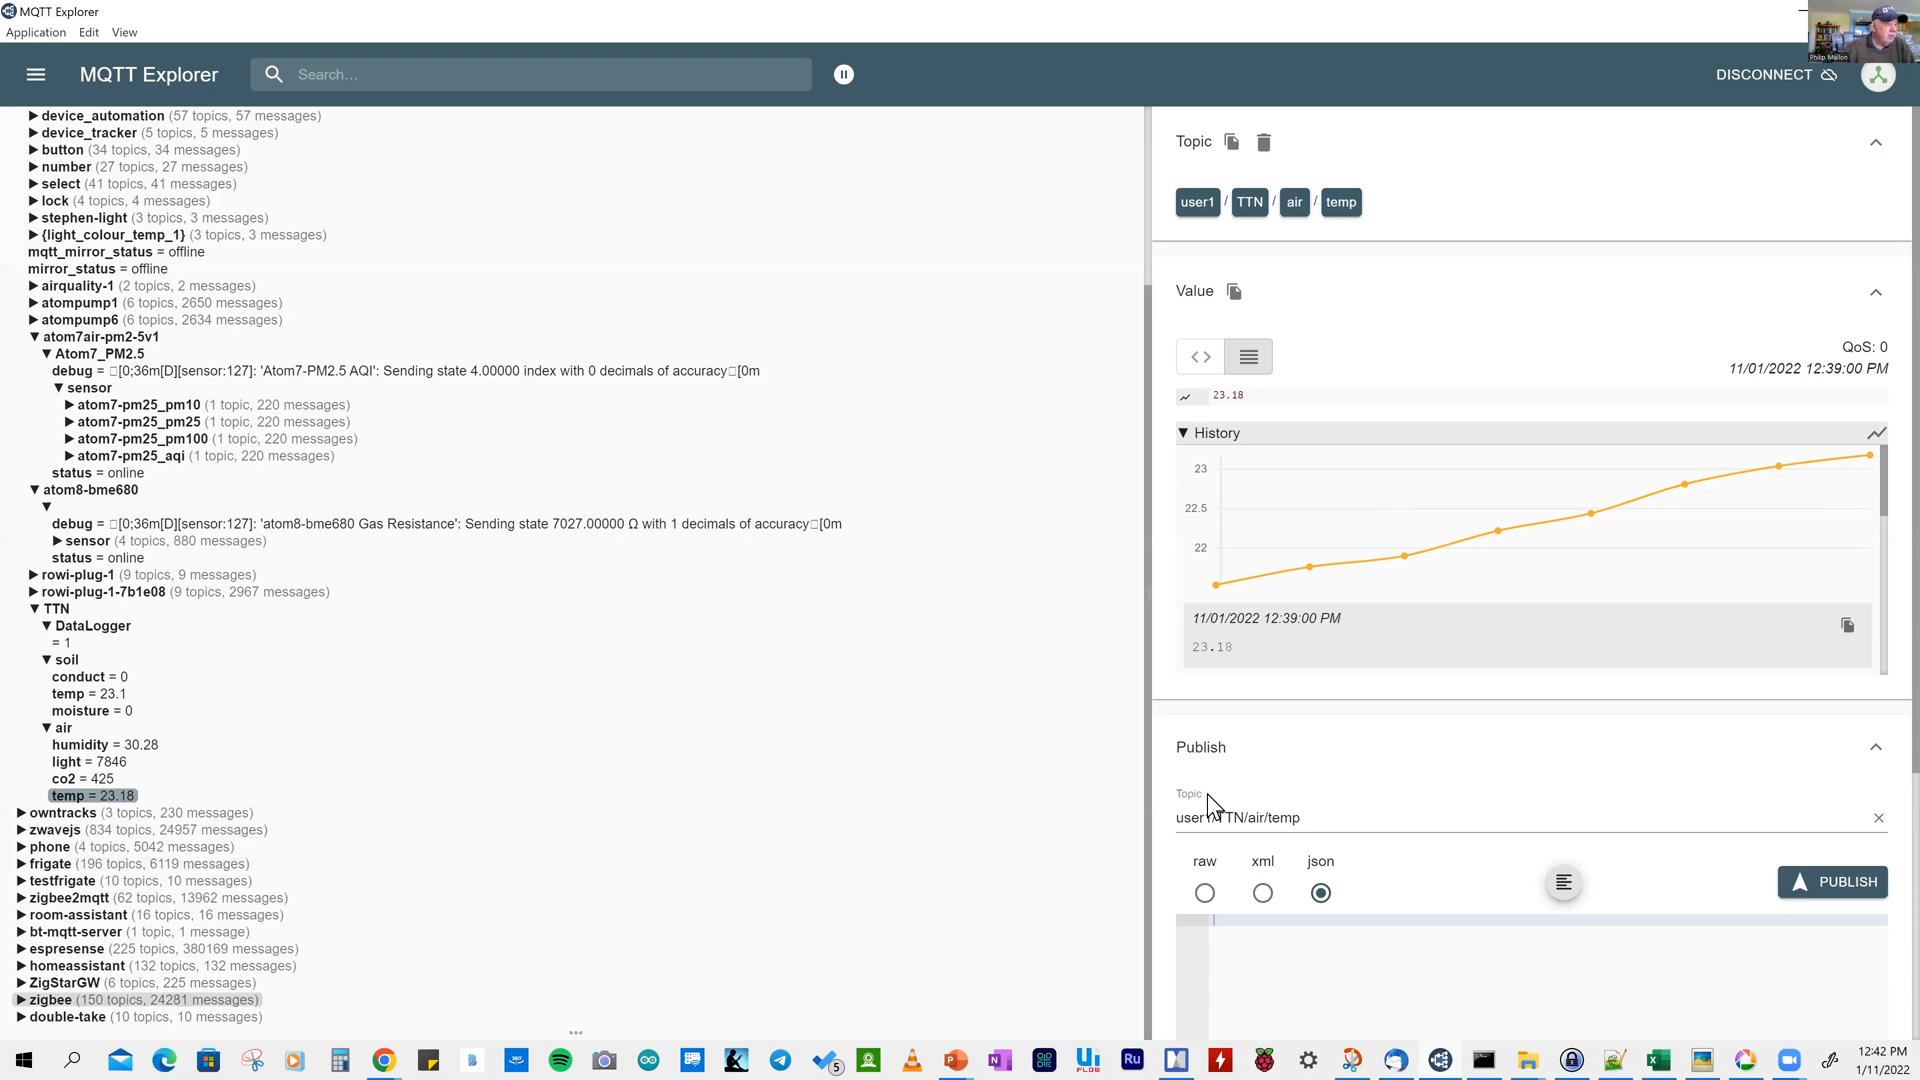 MQTT Explorer
Application Edit View
Philip Mallon
MQTT Explorer
Search...
DISCONNECT
device_automation (57 topics, 57 messages)
device_tracker (5 topics, 5 messages)
button (34 topics, 34 messages)
number (27 topics, 27 messages)
select (41 topics, 41 messages)
lock (4 topics, 4 messages)
stephen-light (3 topics, 3 messages)
{light_colour_temp_1} (3 topics, 3 messages)
mqtt_mirror_status = offline
mirror_status = offline
airquality-1 (2 topics, 2 messages)
atompump1 (6 topics, 2650 messages)
atompump6 (6 topics, 2634 messages)
atom7air-pm2-5v1
Atom7_PM2.5
debug = □[0;36m[D][sensor:127]: 'Atom7-PM2.5 AQI': Sending state 4.00000 index with 0 decimals of accuracy□[0m
sensor
atom7-pm25_pm10 (1 topic, 220 messages)
atom7-pm25_pm25 (1 topic, 220 messages)
atom7-pm25_pm100 (1 topic, 220 messages)
atom7-pm25_aqi (1 topic, 220 messages)
status = online
atom8-bme680
debug = □[0;36m[D][sensor:127]: 'atom8-bme680 Gas Resistance': Sending state 7027.00000 Ω with 1 decimals of accuracy□[0m
sensor (4 topics, 880 messages)
status = online
rowi-plug-1 (9 topics, 9 messages)
rowi-plug-1-7b1e08 (9 topics, 2967 messages)
TTN
DataLogger
= 1
soil
conduct = 0
temp = 23.1
moisture = 0
air
humidity = 30.28
light = 7846
co2 = 425
temp = 23.18
owntracks (3 topics, 230 messages)
zwavejs (834 topics, 24957 messages)
phone (4 topics, 5042 messages)
frigate (196 topics, 6119 messages)
testfrigate (10 topics, 10 messages)
zigbee2mqtt (62 topics, 13962 messages)
room-assistant (16 topics, 16 messages)
bt-mqtt-server (1 topic, 1 message)
espresense (225 topics, 380169 messages)
homeassistant (132 topics, 132 messages)
ZigStarGW (6 topics, 225 messages)
zigbee (150 topics, 24281 messages)
double-take (10 topics, 10 messages)
Topic
user1 / TTN / air / temp
Value
QoS: 0
11/01/2022 12:39:00 PM
23.18
History
23
22.5
22
11/01/2022 12:39:00 PM
23.18
Publish
Topic
user1/TTN/air/temp
raw xml json
PUBLISH
12:42 PM
1/11/2022